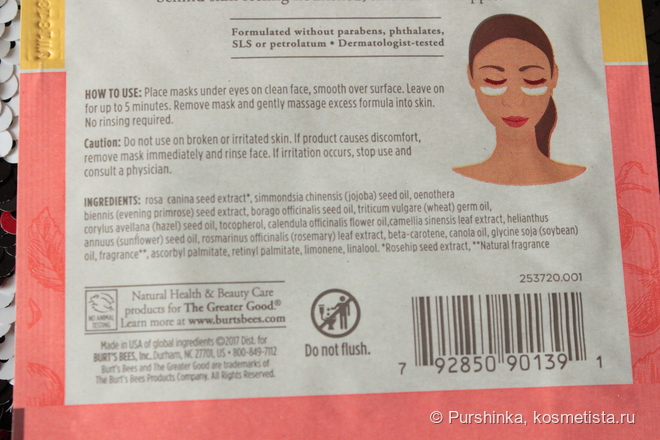 Formulated without parabens, phthalates,
SLS or petrolatum • Dermatologist-tested
HOW TO USE: Place masks under eyes on clean face, smooth over surface. Leave on
for up to 5 minutes. Remove mask and gently massage excess formula into skin.
No rinsing required.
Caution: Do not use on broken or irritated skin. If product causes discomfort,
remove mask immediately and rinse face. If irritation occurs, stop use and
consult a physician.
INGREDIENTS: rosa canina seed extract*, simmondsia chinensis (jojoba) seed oil, oenothera
biennis (evening primrose) seed extract, borago officinalis seed oil, triticum vulgare (wheat) germ oil,
corylus avellana (hazel) seed oil, tocopherol, calendula officinalis flower oil,camellia sinensis leaf extract, helianthus
annuus (sunflower) seed oil, rosmarinus officinalis (rosemary) leaf extract, beta-carotene, canola oil, glycine soja (soybean)
oil, fragrance**, ascorbyl palmitate, retinyl palmitate, limonene, linalool. *Rosehip seed extract, **Natural fragrance
253720.001
NO ANIMAL
TESTING
Natural Health & Beauty Care
products for The Greater Good.®
Learn more at www.burtsbees.com
Made in USA of global ingredients ©2017 Dist. for
BURT'S BEES, Inc. Durham, NC 27701, US • 800-849-7112
Burt's Bees and The Greater Good are trademarks of
The Burt's Bees Products Company. All Rights Reserved.
Do not flush.
7 92850 90139 1
© Purshinka, kosmetista.ru